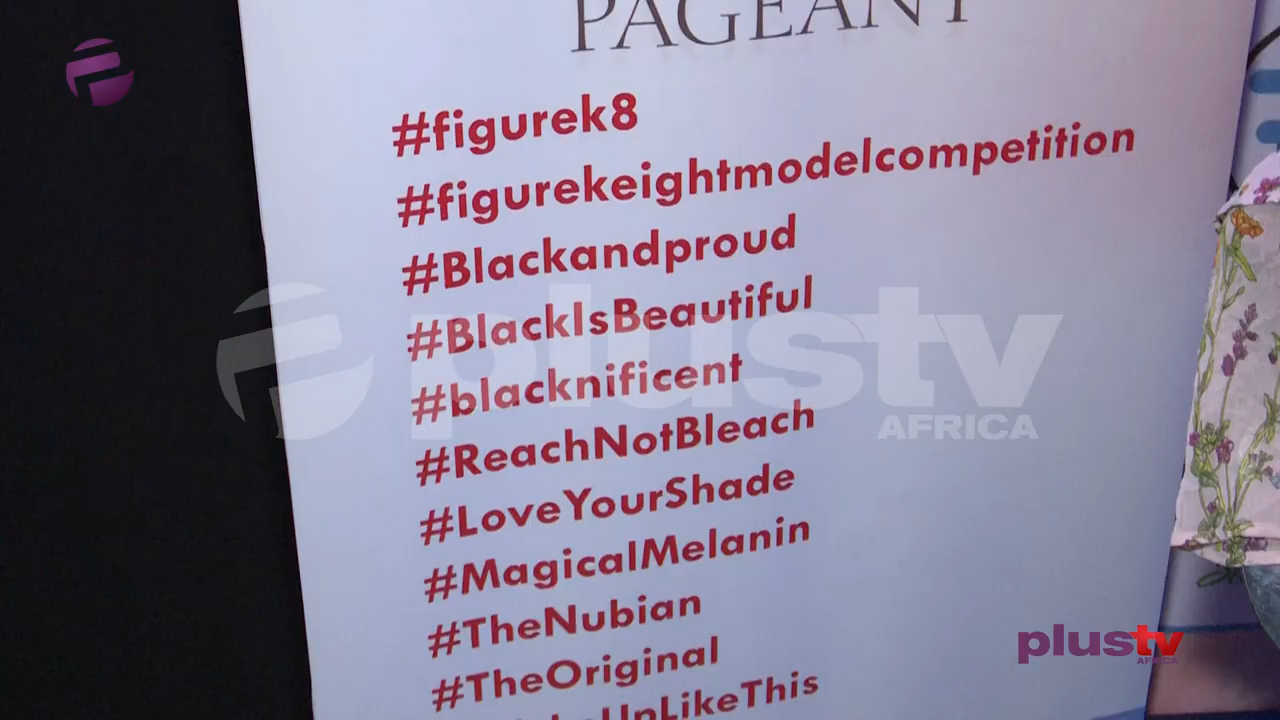 PAGEANT
#figurek8
#figurekeightmodelcompetition
#Blackandproud
#BlackIsBeautiful
#blacknificent
#ReachNotBleach
#LoveYourShade
#MagicalMelanin
#TheNubian
#TheOriginal
plustv
AFRICA
plustv
AFRICA